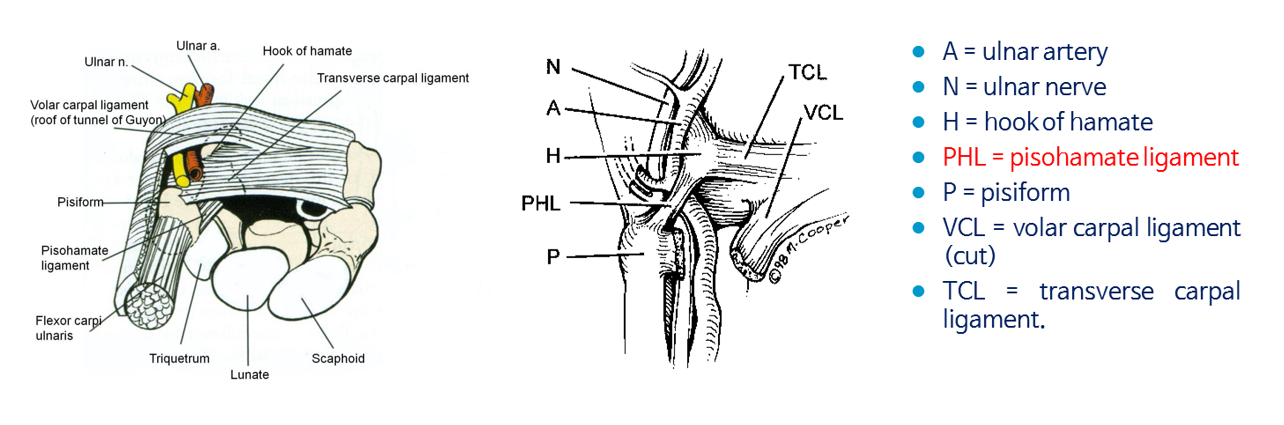 Ulnar a.
Ulnar n.
Hook of hamate
Transverse carpal ligament
Volar carpal ligament
(roof of tunnel of Guyon)
Pisiform
Pisohamate
ligament
Flexor carpi
ulnaris
Triquetrum
Lunate
Scaphoid
N
A
H
PHL
P
TCL
VCL
©98 M. Cooper
• A = ulnar artery
• N = ulnar nerve
• H = hook of hamate
• PHL = pisohamate ligament
• P = pisiform
• VCL = volar carpal ligament
(cut)
• TCL = transverse carpal
ligament.